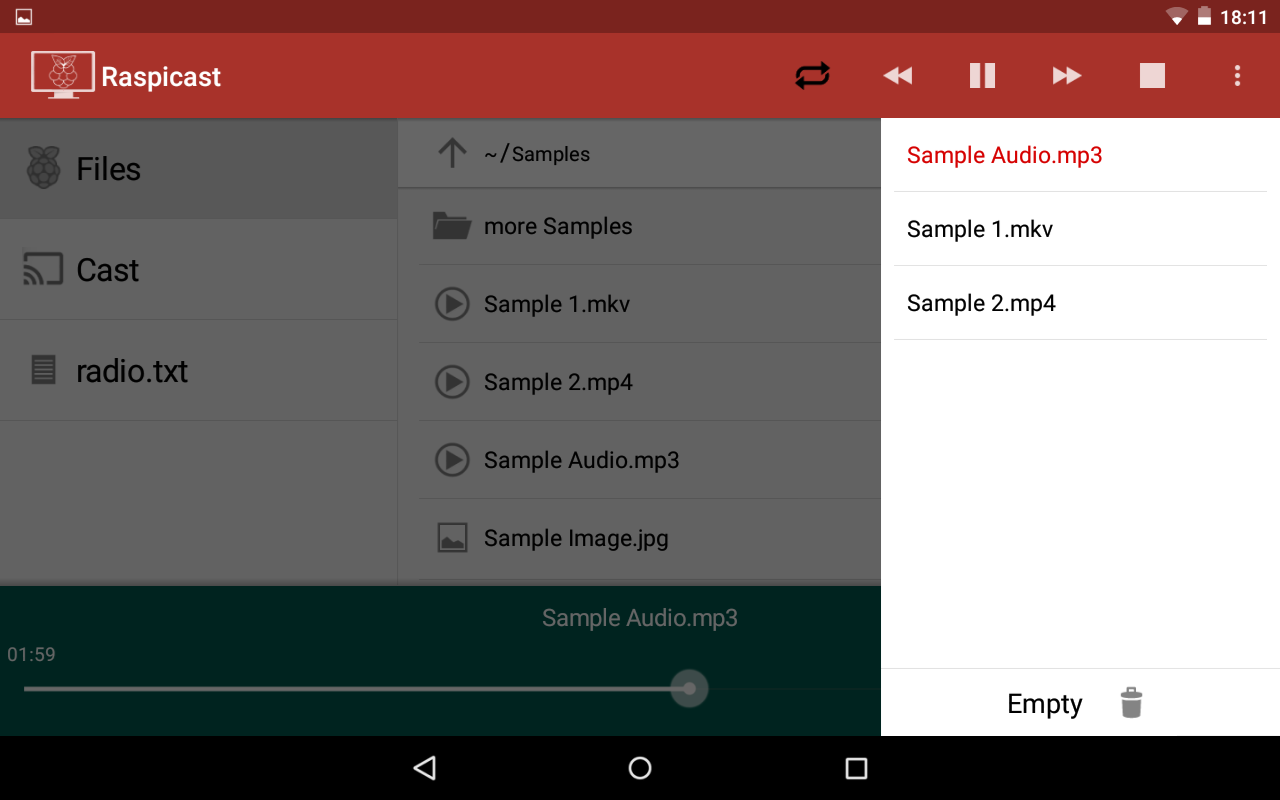 18:11
Raspicast
Files
Cast
radio.txt
~/Samples
more Samples
Sample 1.mkv
Sample 2.mp4
Sample Audio.mp3
Sample Image.jpg
Sample Audio.mp3
Sample 1.mkv
Sample 2.mp4
Empty
Sample Audio.mp3
01:59